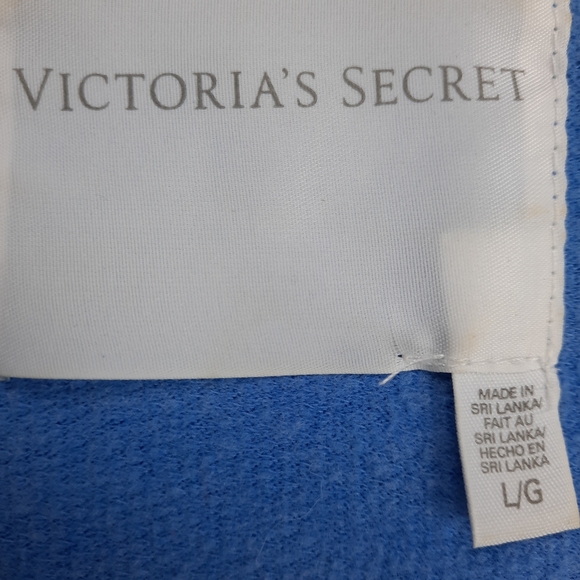 VICTORIA'S SECRET
MADE IN
SRI LANKA/
FAIT AU
SRI LANKA/
HECHO EN
SRI LANKA
L/G